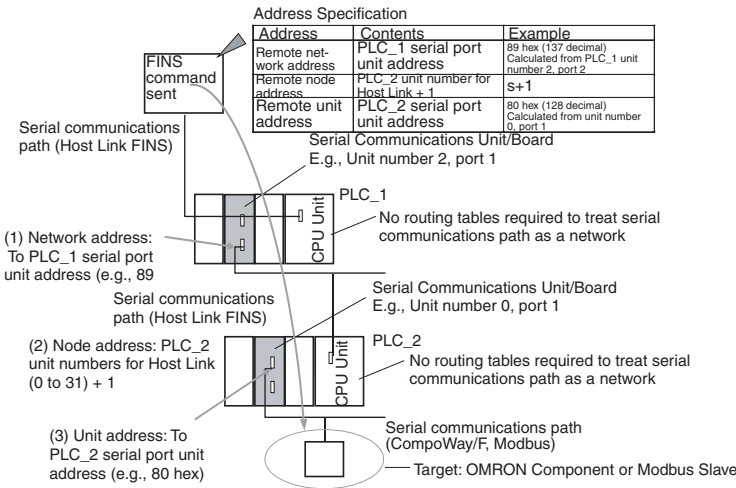 Address Specification
Address Contents Example
Remote net-
work address
PLC_1 serial port
unit address
89 hex (137 decimal)
Calculated from PLC_1 unit
number 2, port 2
Remote node
address
PLC_2 unit number for
Host Link + 1
s+1
Remote unit
address
PLC_2 serial port
unit address
80 hex (128 decimal)
Calculated from unit number
0, port 1
FINS
command
sent
Serial communications
path (Host Link FINS)
Serial Communications Unit/Board
E.g., Unit number 2, port 1
PLC_1
CPU Unit
No routing tables required to treat serial
communications path as a network
(1) Network address:
To PLC_1 serial port
unit address (e.g., 89
Serial communications
path (Host Link FINS)
Serial Communications Unit/Board
E.g., Unit number 0, port 1
(2) Node address: PLC_2
unit numbers for Host Link
(0 to 31) + 1
PLC_2
CPU Unit
No routing tables required to treat serial
communications path as a network
(3) Unit address: To
PLC_2 serial port unit
address (e.g., 80 hex)
Serial communications path
(CompoWay/F, Modbus)
Target: OMRON Component or Modbus Slave